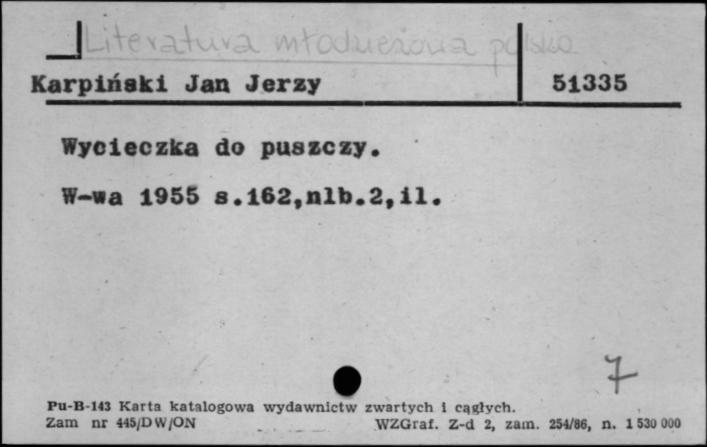 Literatura młodzieżowa polska
Karpiński Jan Jerzy 51335
Wycieczka do puszczy.
W-wa 1955 s.162,nlb.2,il.
7
Pu-B-143 Karta katalogowa wydawnictw zwartych i ciągłych.
Zam nr 445/DW/ON WZGraf. Z-d 2, zam. 254/86, n. 1 530 000